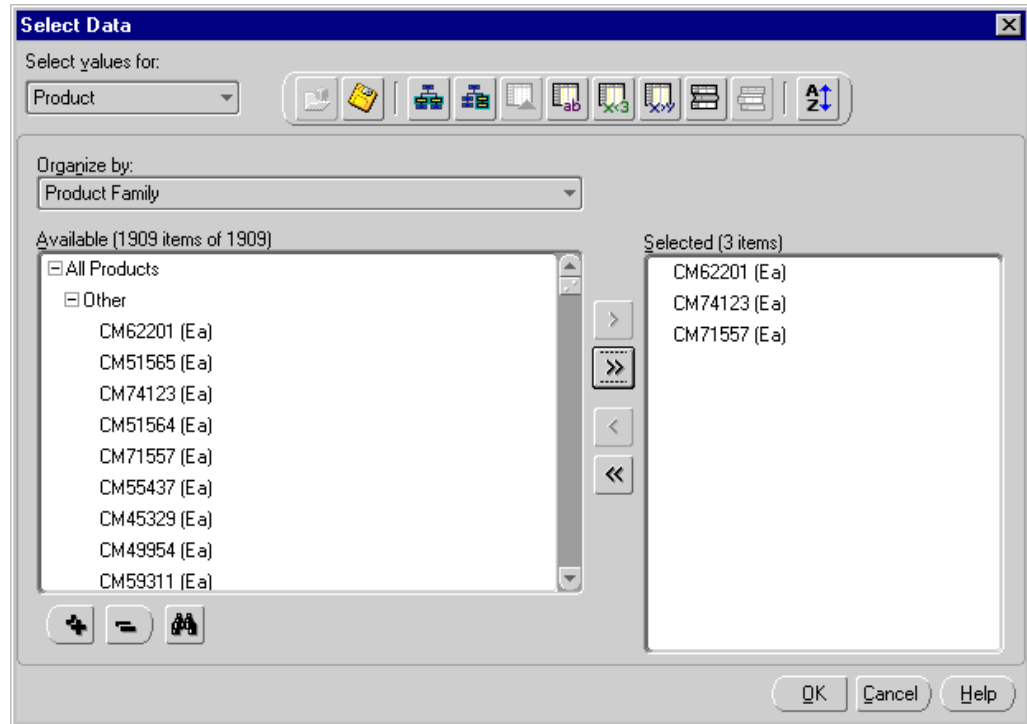 Select Data
Select values for:
Product
ab
x<3
x>y
A
Z
Organize by:
Product Family
Available (1909 items of 1909)
All Products
Other
CM62201 (Ea)
CM51565 (Ea)
CM74123 (Ea)
CM51564 (Ea)
CM71557 (Ea)
CM55437 (Ea)
CM45329 (Ea)
CM49954 (Ea)
CM59311 (Ea)
>
>>
<
<<
Selected (3 items)
CM62201 (Ea)
CM74123 (Ea)
CM71557 (Ea)
OK
Cancel
Help